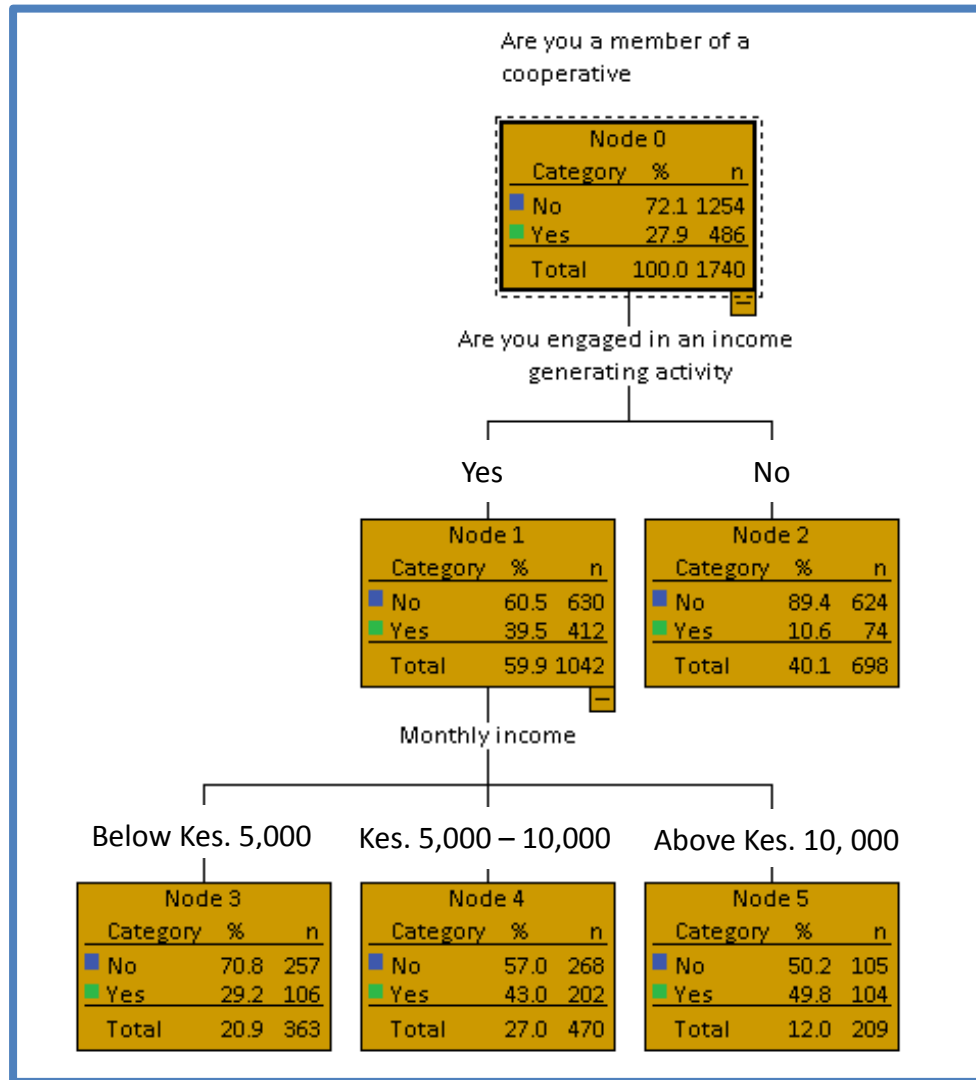 Are you a member of a
cooperative
Node 0
Category % n
No 72.1 1254
Yes 27.9 486
Total 100.0 1740
Are you engaged in an income
generating activity
Yes
No
Node 1
Category % n
No 60.5 630
Yes 39.5 412
Total 59.9 1042
Node 2
Category % n
No 89.4 624
Yes 10.6 74
Total 40.1 698
Monthly income
Below Kes. 5,000
Kes. 5,000 – 10,000
Above Kes. 10, 000
Node 3
Category % n
No 70.8 257
Yes 29.2 106
Total 20.9 363
Node 4
Category % n
No 57.0 268
Yes 43.0 202
Total 27.0 470
Node 5
Category % n
No 50.2 105
Yes 49.8 104
Total 12.0 209